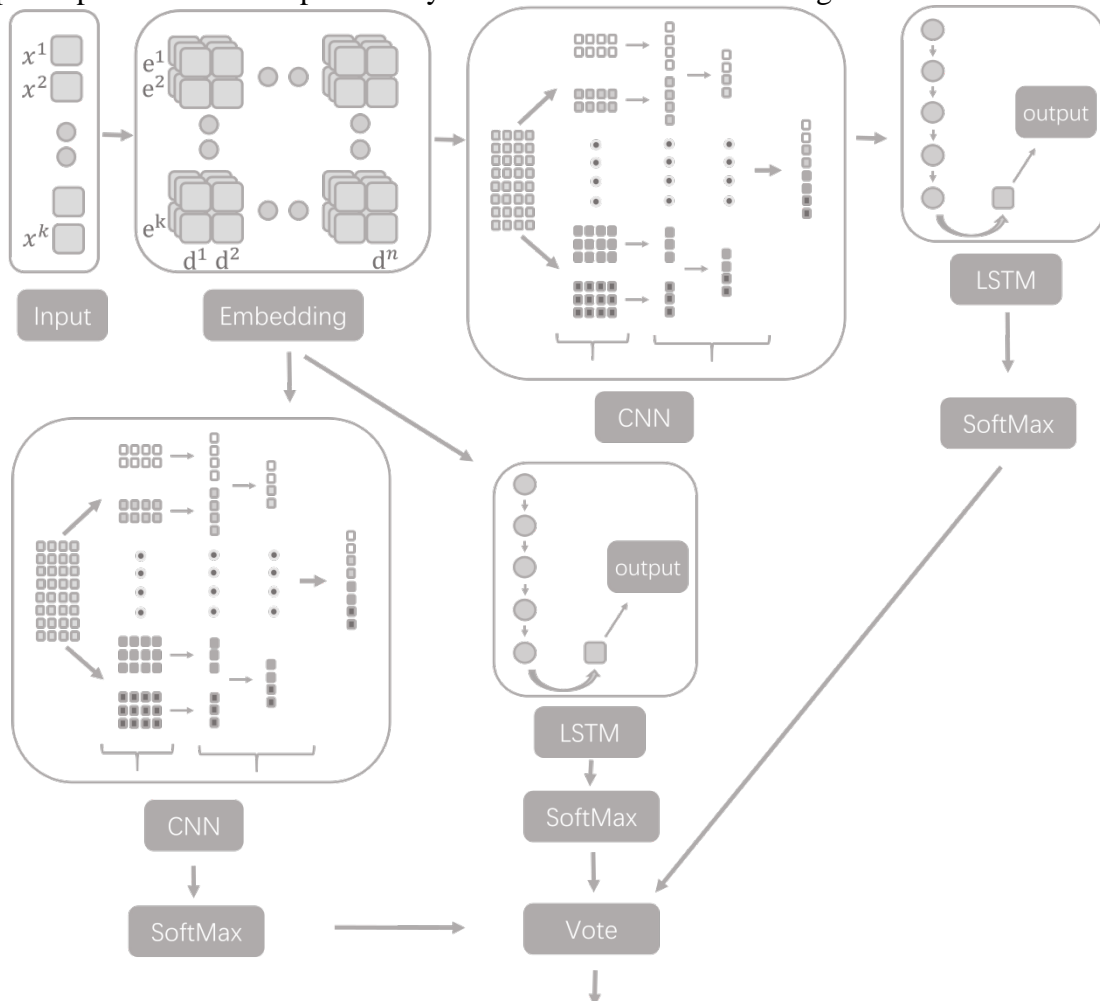 x¹
x²
xᵏ
e¹
e²
eᵏ
d¹ d² dⁿ
output
Input
Embedding
CNN
LSTM
SoftMax
output
LSTM
CNN
SoftMax
SoftMax
Vote